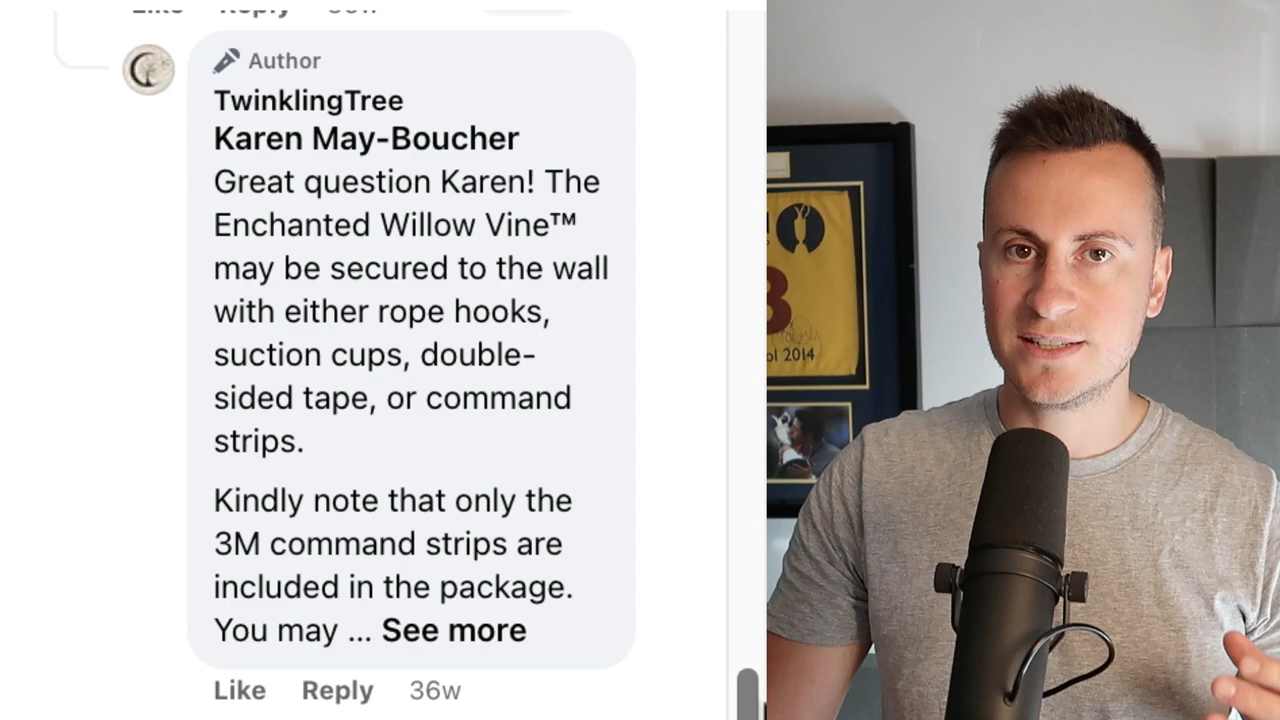 Author
TwinklingTree
Karen May-Boucher
Great question Karen! The
Enchanted Willow Vine™
may be secured to the wall
with either rope hooks,
suction cups, double-
sided tape, or command
strips.
Kindly note that only the
3M command strips are
included in the package.
You may ... See more
Like Reply 36w
2014